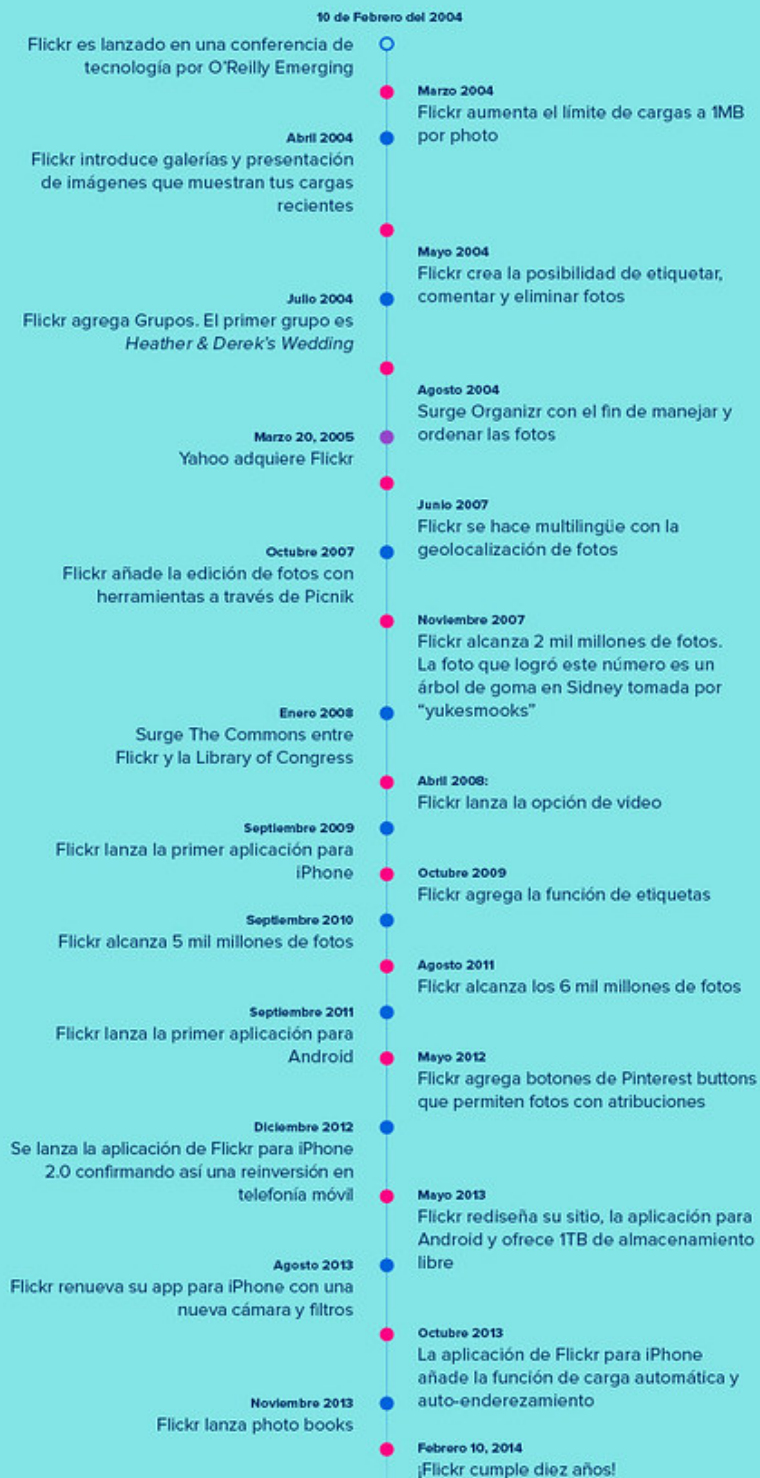 10 de Febrero del 2004
Flickr es lanzado en una conferencia de
tecnología por O'Reilly Emerging
Marzo 2004
Flickr aumenta el límite de cargas a 1MB
por photo
Abril 2004
Flickr introduce galerías y presentación
de imágenes que muestran tus cargas
recientes
Mayo 2004
Flickr crea la posibilidad de etiquetar,
comentar y eliminar fotos
Julio 2004
Flickr agrega Grupos. El primer grupo es
Heather & Derek's Wedding
Agosto 2004
Surge Organizr con el fin de manejar y
ordenar las fotos
Marzo 20, 2005
Yahoo adquiere Flickr
Junio 2007
Flickr se hace multilingüe con la
geolocalización de fotos
Octubre 2007
Flickr añade la edición de fotos con
herramientas a través de Picnik
Noviembre 2007
Flickr alcanza 2 mil millones de fotos.
La foto que logró este número es un
árbol de goma en Sidney tomada por
“yukesmooks”
Enero 2008
Surge The Commons entre
Flickr y la Library of Congress
Abril 2008:
Flickr lanza la opción de video
Septiembre 2009
Flickr lanza la primer aplicación para
iPhone
Octubre 2009
Flickr agrega la función de etiquetas
Septiembre 2010
Flickr alcanza 5 mil millones de fotos
Agosto 2011
Flickr alcanza los 6 mil millones de fotos
Septiembre 2011
Flickr lanza la primer aplicación para
Android
Mayo 2012
Flickr agrega botones de Pinterest buttons
que permiten fotos con atribuciones
Diciembre 2012
Se lanza la aplicación de Flickr para iPhone
2.0 confirmando así una reinversión en
telefonía móvil
Mayo 2013
Flickr rediseña su sitio, la aplicación para
Android y ofrece 1TB de almacenamiento
libre
Agosto 2013
Flickr renueva su app para iPhone con una
nueva cámara y filtros
Octubre 2013
La aplicación de Flickr para iPhone
añade la función de carga automática y
auto-enderezamiento
Noviembre 2013
Flickr lanza photo books
Febrero 10, 2014
¡Flickr cumple diez años!